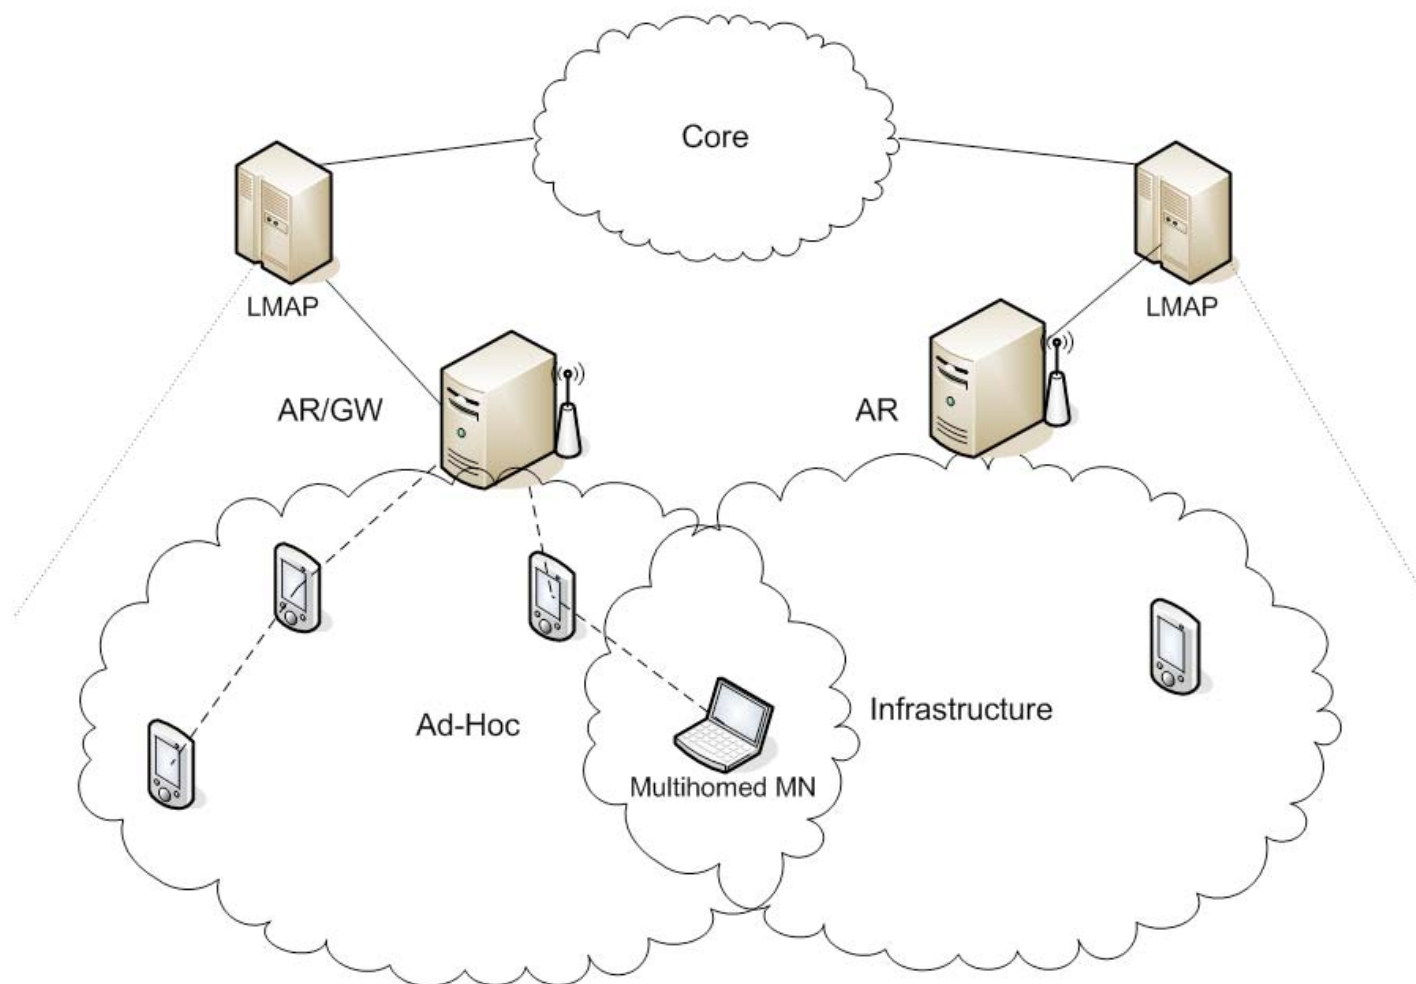 Core
LMAP
LMAP
AR/GW
AR
Ad-Hoc
Infrastructure
Multihomed MN